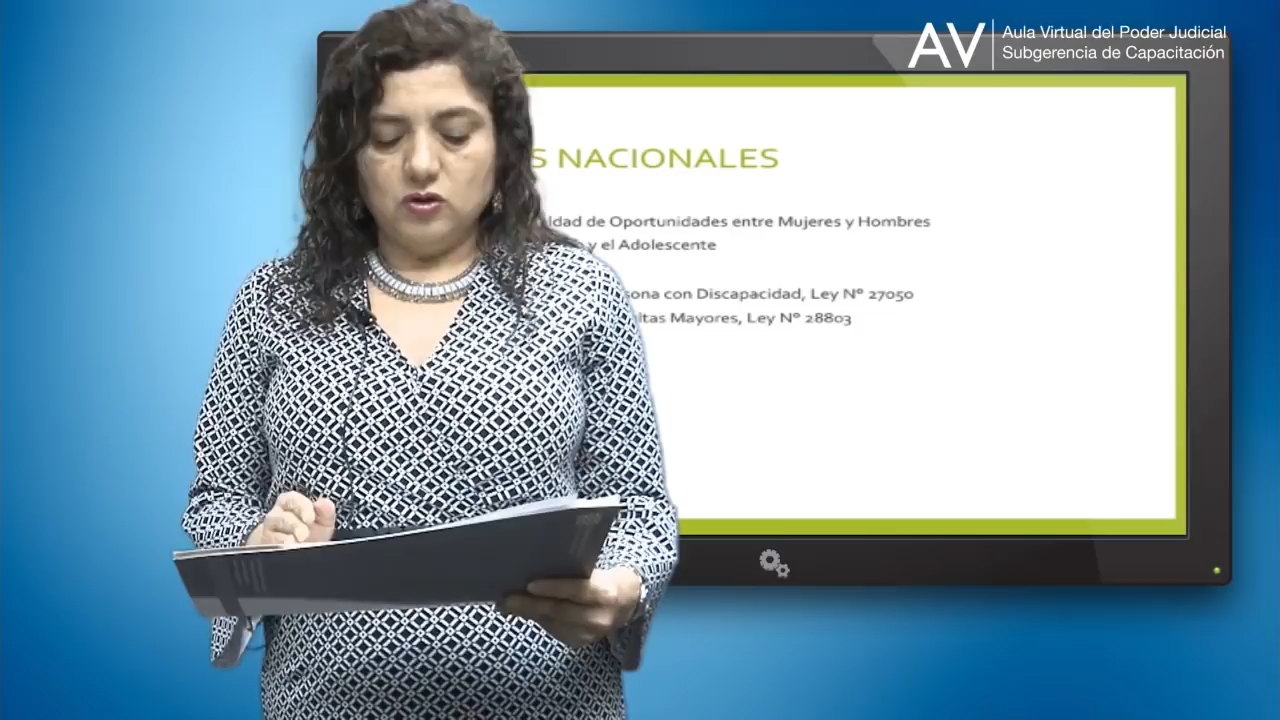 AV
Aula Virtual del Poder Judicial
Subgerencia de Capacitación
S NACIONALES
ldad de Oportunidades entre Mujeres y Hombres
y el Adolescente
sona con Discapacidad, Ley Nº 27050
ltas Mayores, Ley Nº 28803